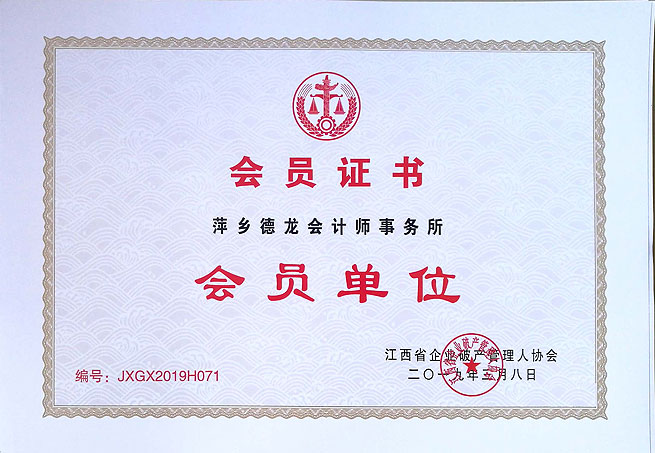 会员证书
萍乡德龙会计师事务所
会员单位
江西省企业破产管理人协会
二〇一九年三月八日
编号：JXGX2019H071